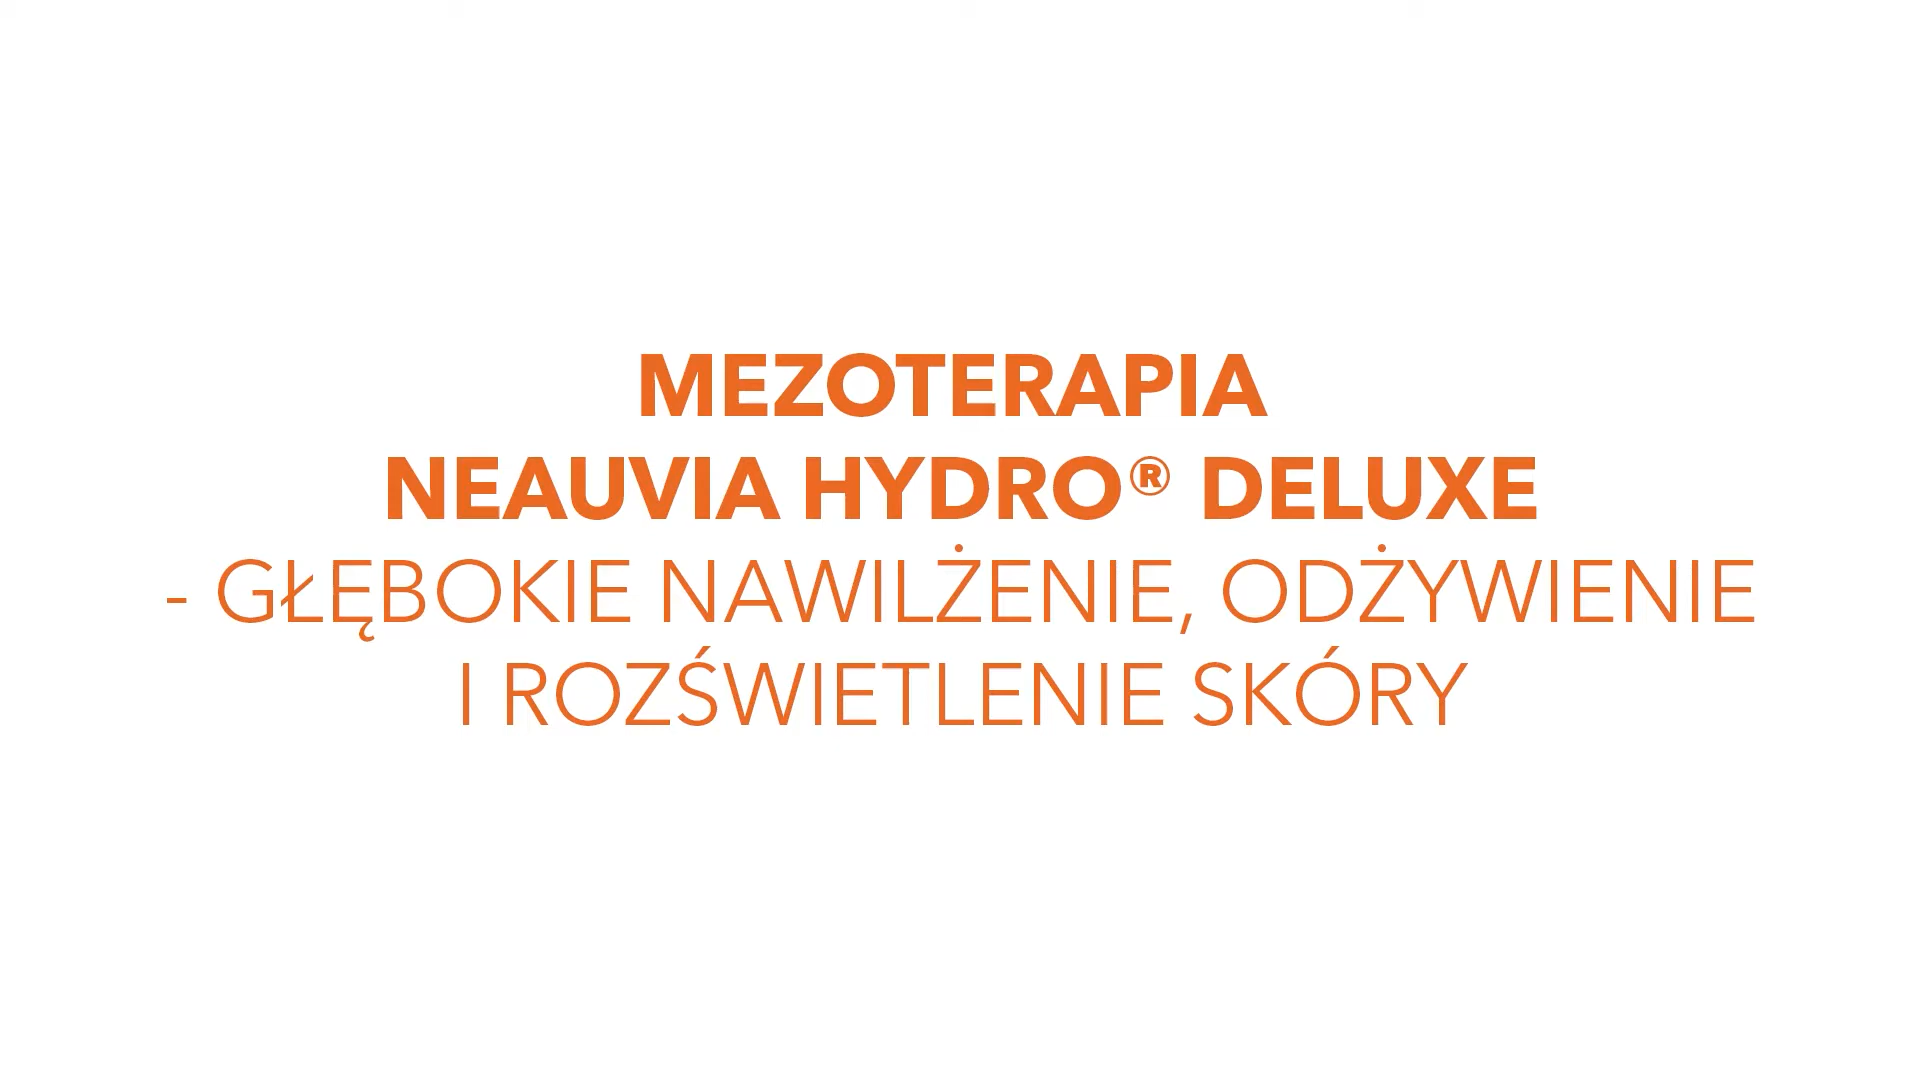 MEZOTERAPIA
NEAUVIA HYDRO® DELUXE
- GŁĘBOKIE NAWILŻENIE, ODŻYWIENIE
I ROZŚWIETLENIE SKÓRY